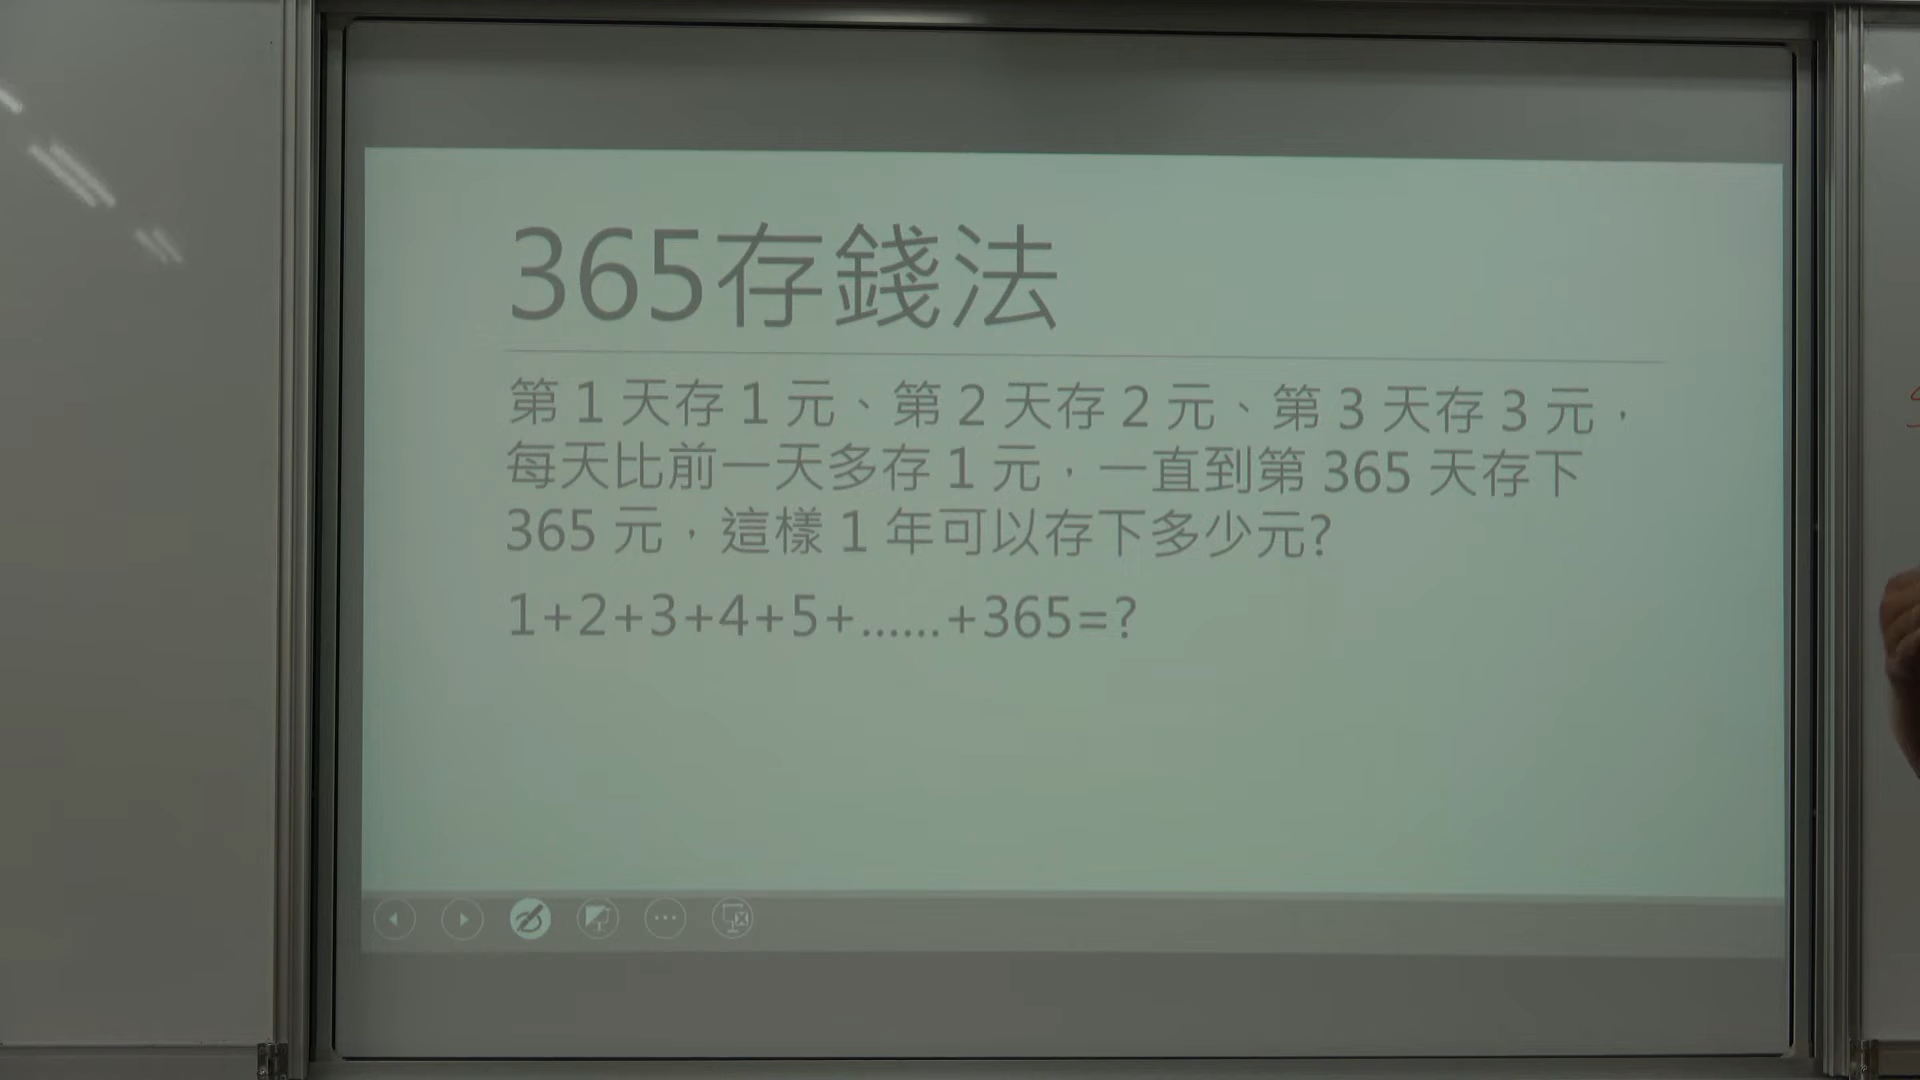 365存錢法
第 1 天存 1 元、第 2 天存 2 元、第 3 天存 3 元，
每天比前一天多存 1 元，一直到第 365 天存下
365 元，這樣 1 年可以存下多少元?
1+2+3+4+5+......+365=?